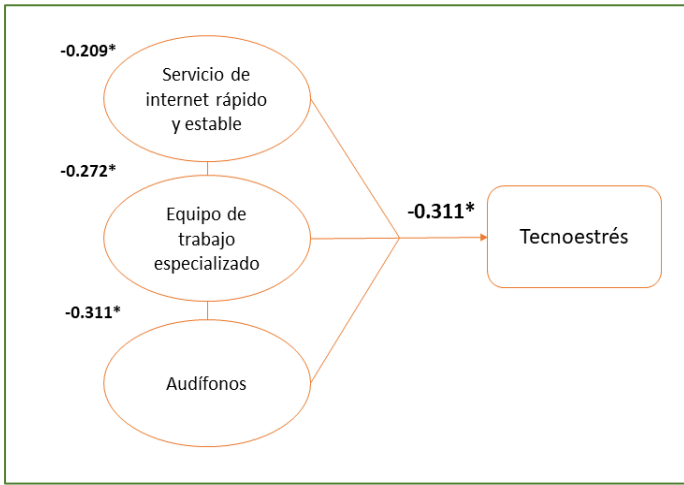 -0.209*
Servicio de
internet rápido
y estable
-0.272*
Equipo de
trabajo
especializado
-0.311*
Audífonos
-0.311*
Tecnoestrés